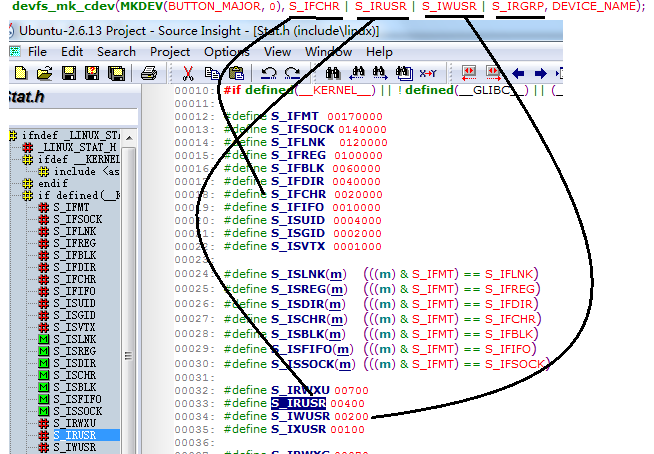 devfs_mk_cdev(MKDEV(BUTTON_MAJOR, 0), S_IFCHR | S_IRUSR | S_IWUSR | S_IRGRP, DEVICE_NAME);
Ubuntu-2.6.13 Project - Source Insight - [Stat.h (include\linux)]
File Edit Search Project Options View Window Help
Stat.h
ifndef _LINUX_STA
_LINUX_STAT_H
ifdef __KERNEL
include <as
endif
if defined(__K
S_IFMT
S_IFSOCK
S_IFLNK
S_IFREG
S_IFBLK
S_IFDIR
S_IFCHR
S_IFIFO
S_ISUID
S_ISGID
S_ISVTX
S_ISLNK
S_ISREG
S_ISDIR
S_ISCHR
S_ISBLK
S_ISFIFO
S_ISSOCK
S_IRWXU
S_IRUSR
S_IWUSR
00010: #if defined(__KERNEL__) || ! defined(__GLIBC__) || (_
00011:
00012: #define S_IFMT 00170000
00013: #define S_IFSOCK 0140000
00014: #define S_IFLNK 0120000
00015: #define S_IFREG 0100000
00016: #define S_IFBLK 0060000
00017: #define S_IFDIR 0040000
00018: #define S_IFCHR 0020000
00019: #define S_IFIFO 0010000
00020: #define S_ISUID 0004000
00021: #define S_ISGID 0002000
00022: #define S_ISVTX 0001000
00023:
00024: #define S_ISLNK(m) (((m) & S_IFMT) == S_IFLNK)
00025: #define S_ISREG(m) (((m) & S_IFMT) == S_IFREG)
00026: #define S_ISDIR(m) (((m) & S_IFMT) == S_IFDIR)
00027: #define S_ISCHR(m) (((m) & S_IFMT) == S_IFCHR)
00028: #define S_ISBLK(m) (((m) & S_IFMT) == S_IFBLK)
00029: #define S_ISFIFO(m) (((m) & S_IFMT) == S_IFIFO)
00030: #define S_ISSOCK(m) (((m) & S_IFMT) == S_IFSOCK)
00031:
00032: #define S_IRWXU 00700
00033: #define S_IRUSR 00400
00034: #define S_IWUSR 00200
00035: #define S_IXUSR 00100
00036: